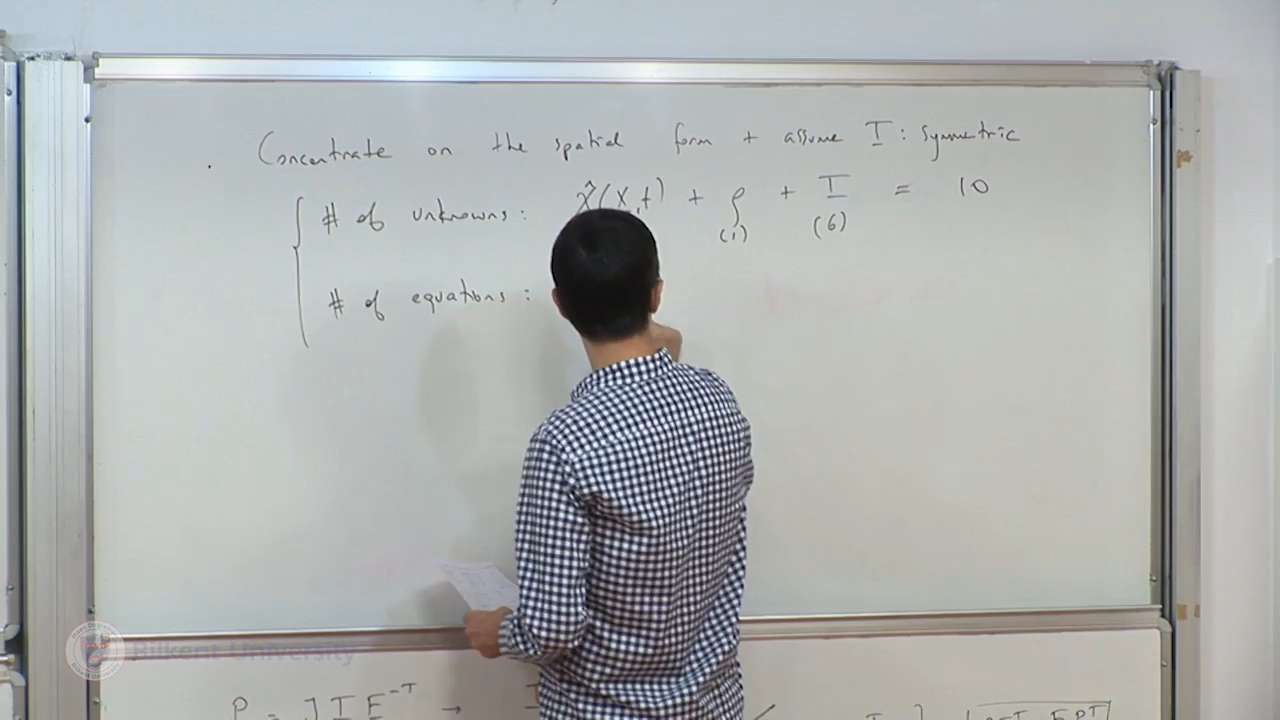 Concentrate on the spatial form + assume T : symmetric
# of unknowns : χ̂(X,t) + ρ + T = 10
(1) (6)
# of equations :
Bilkent University
P = J T F^-T →